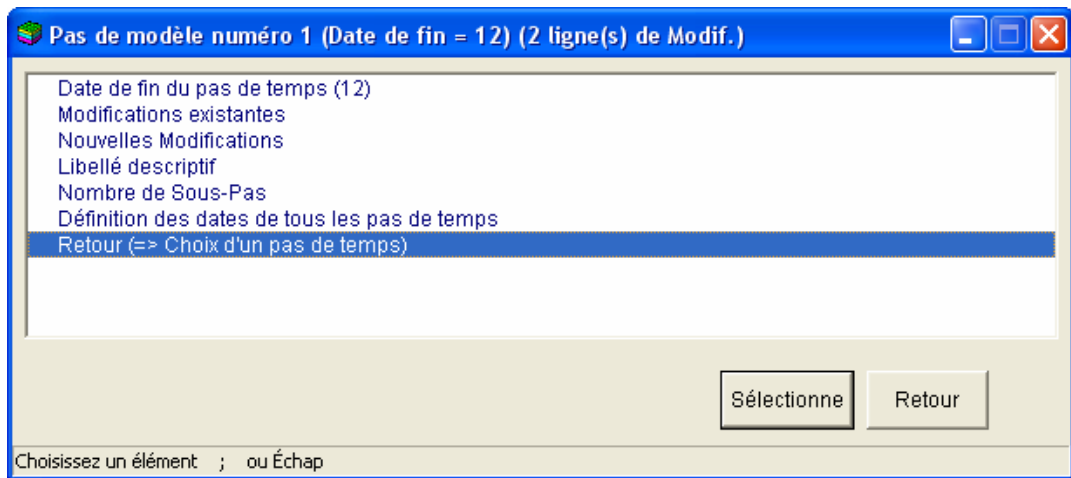 Pas de modèle numéro 1 (Date de fin = 12) (2 ligne(s) de Modif.)
Date de fin du pas de temps (12)
Modifications existantes
Nouvelles Modifications
Libellé descriptif
Nombre de Sous-Pas
Définition des dates de tous les pas de temps
Retour (=> Choix d'un pas de temps)
Sélectionne Retour
Choisissez un élément ; ou Échap